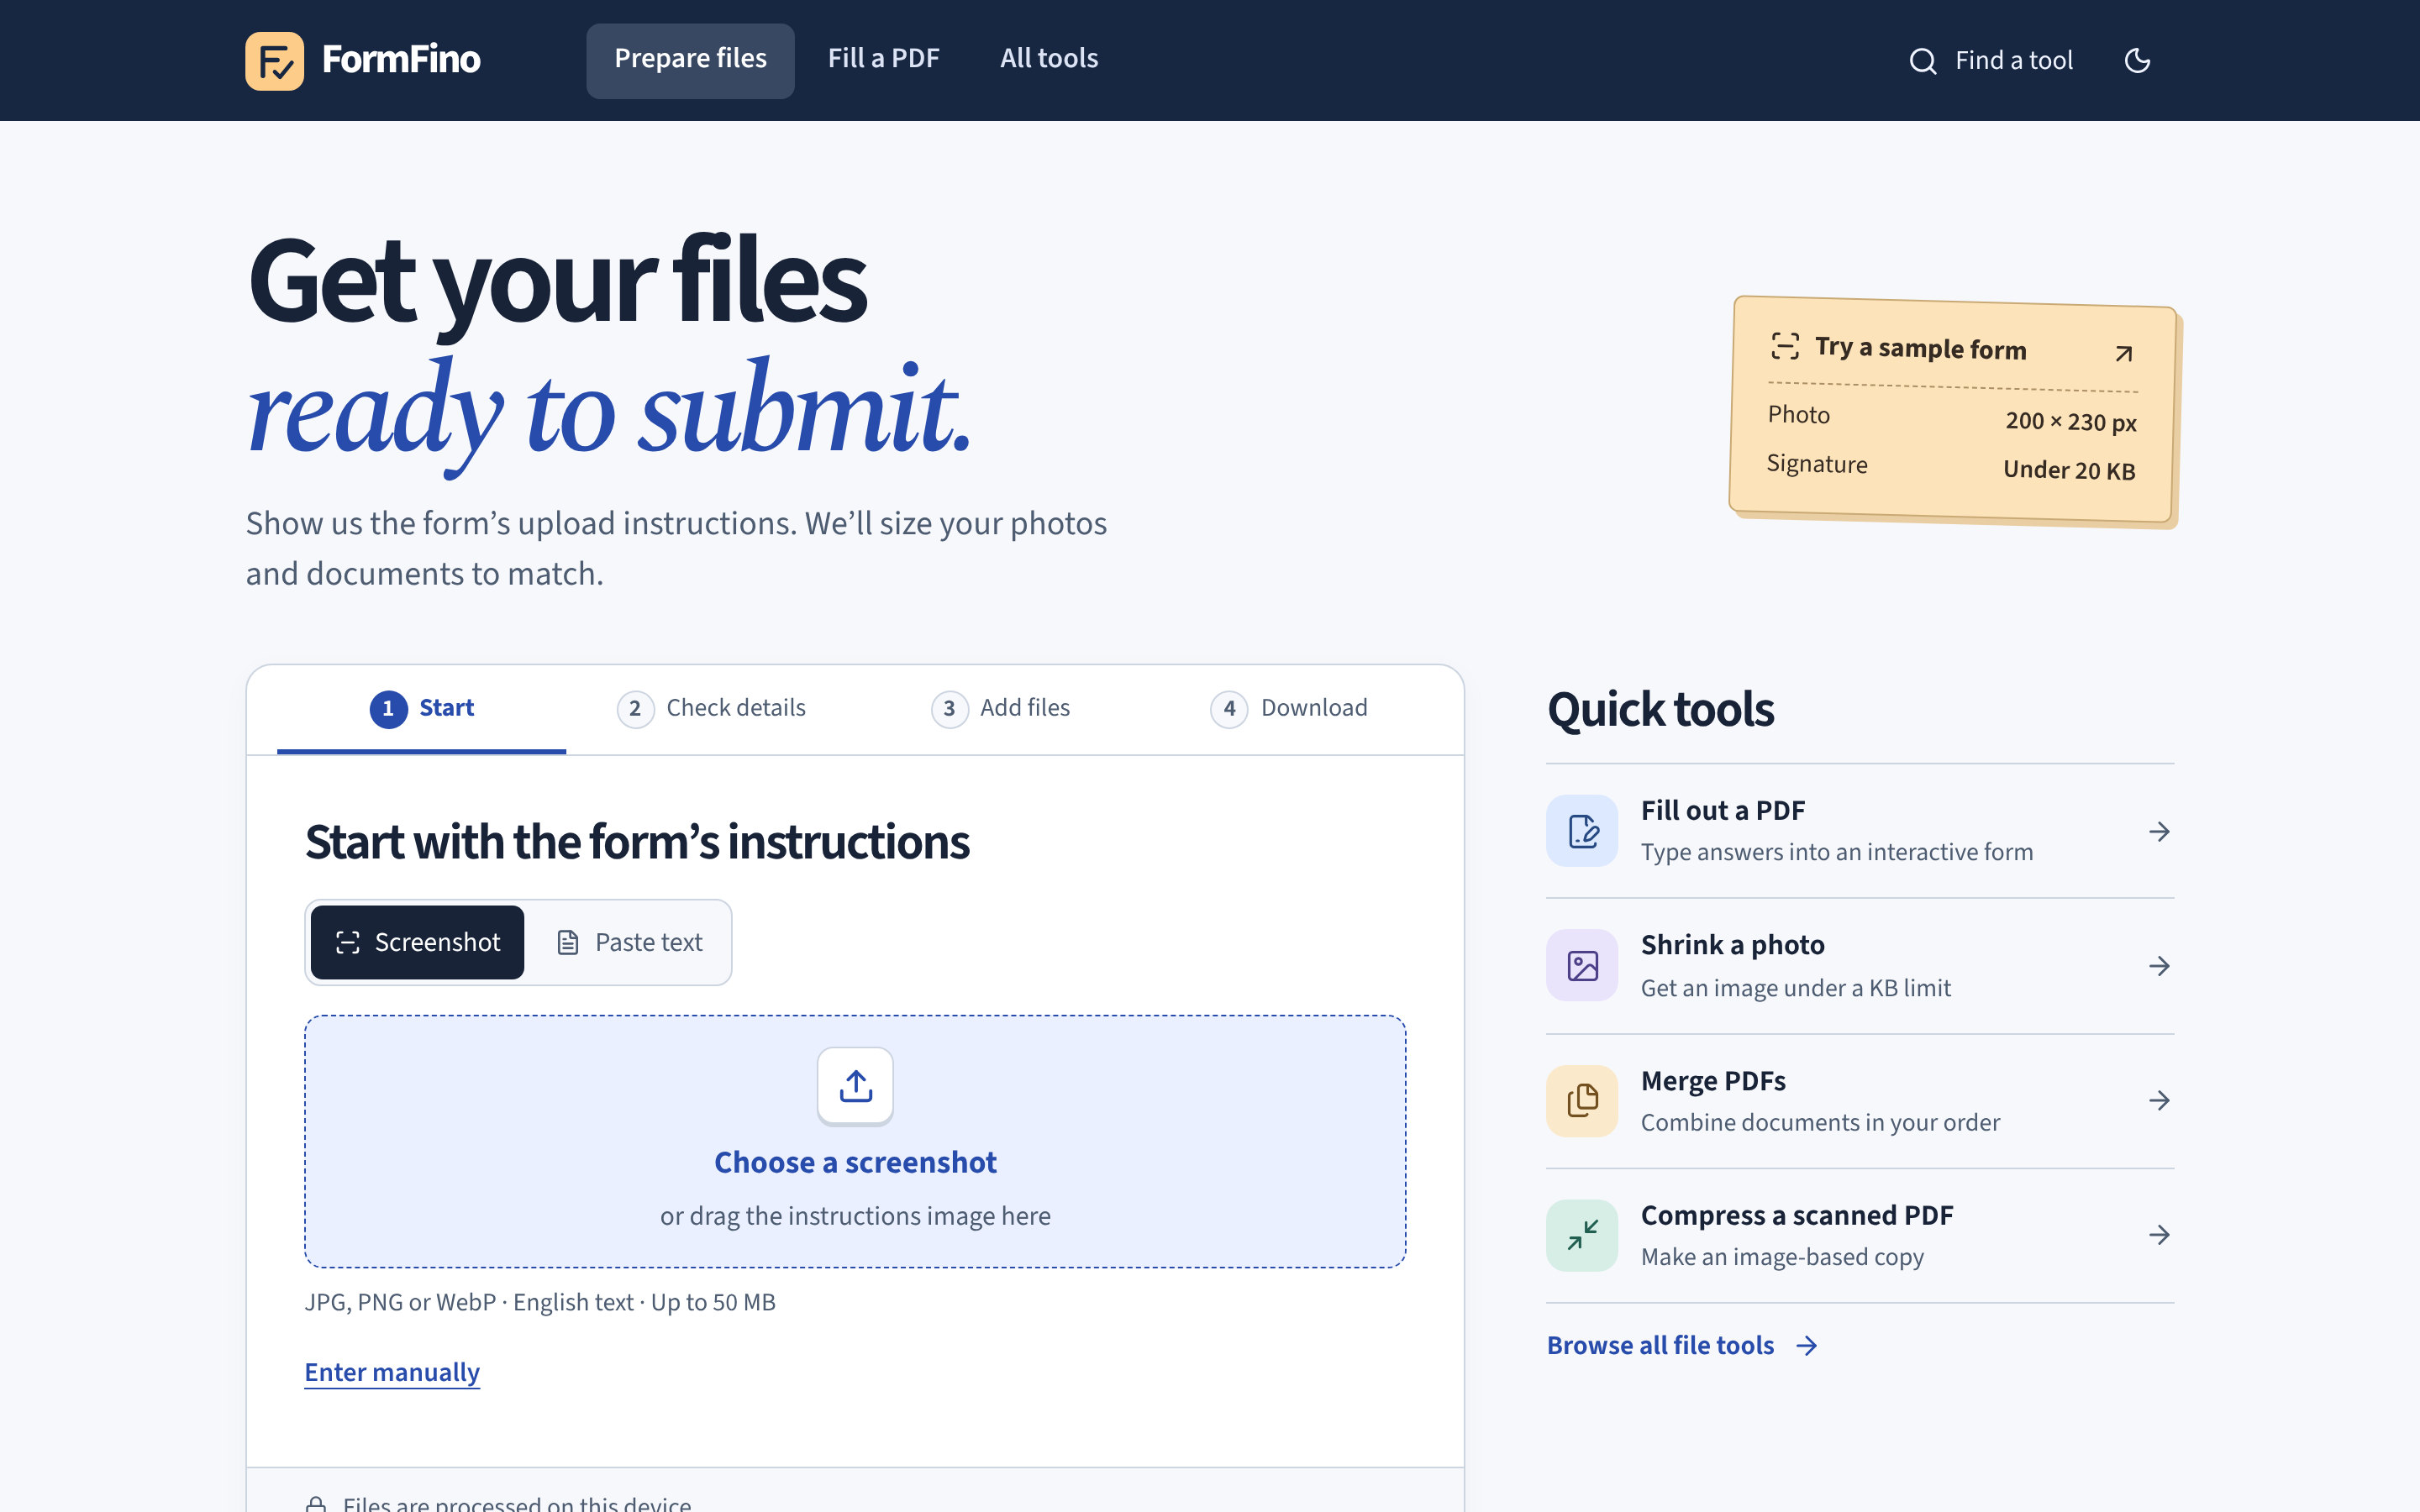 FormFino
Prepare files
Fill a PDF
All tools
Find a tool
Get your files
ready to submit.
Show us the form’s upload instructions. We’ll size your photos
and documents to match.
Try a sample form
Photo 200 × 230 px
Signature Under 20 KB
1 Start
2 Check details
3 Add files
4 Download
Start with the form’s instructions
Screenshot
Paste text
Choose a screenshot
or drag the instructions image here
JPG, PNG or WebP · English text · Up to 50 MB
Enter manually
Files are processed on this device
Quick tools
Fill out a PDF
Type answers into an interactive form
Shrink a photo
Get an image under a KB limit
Merge PDFs
Combine documents in your order
Compress a scanned PDF
Make an image-based copy
Browse all file tools